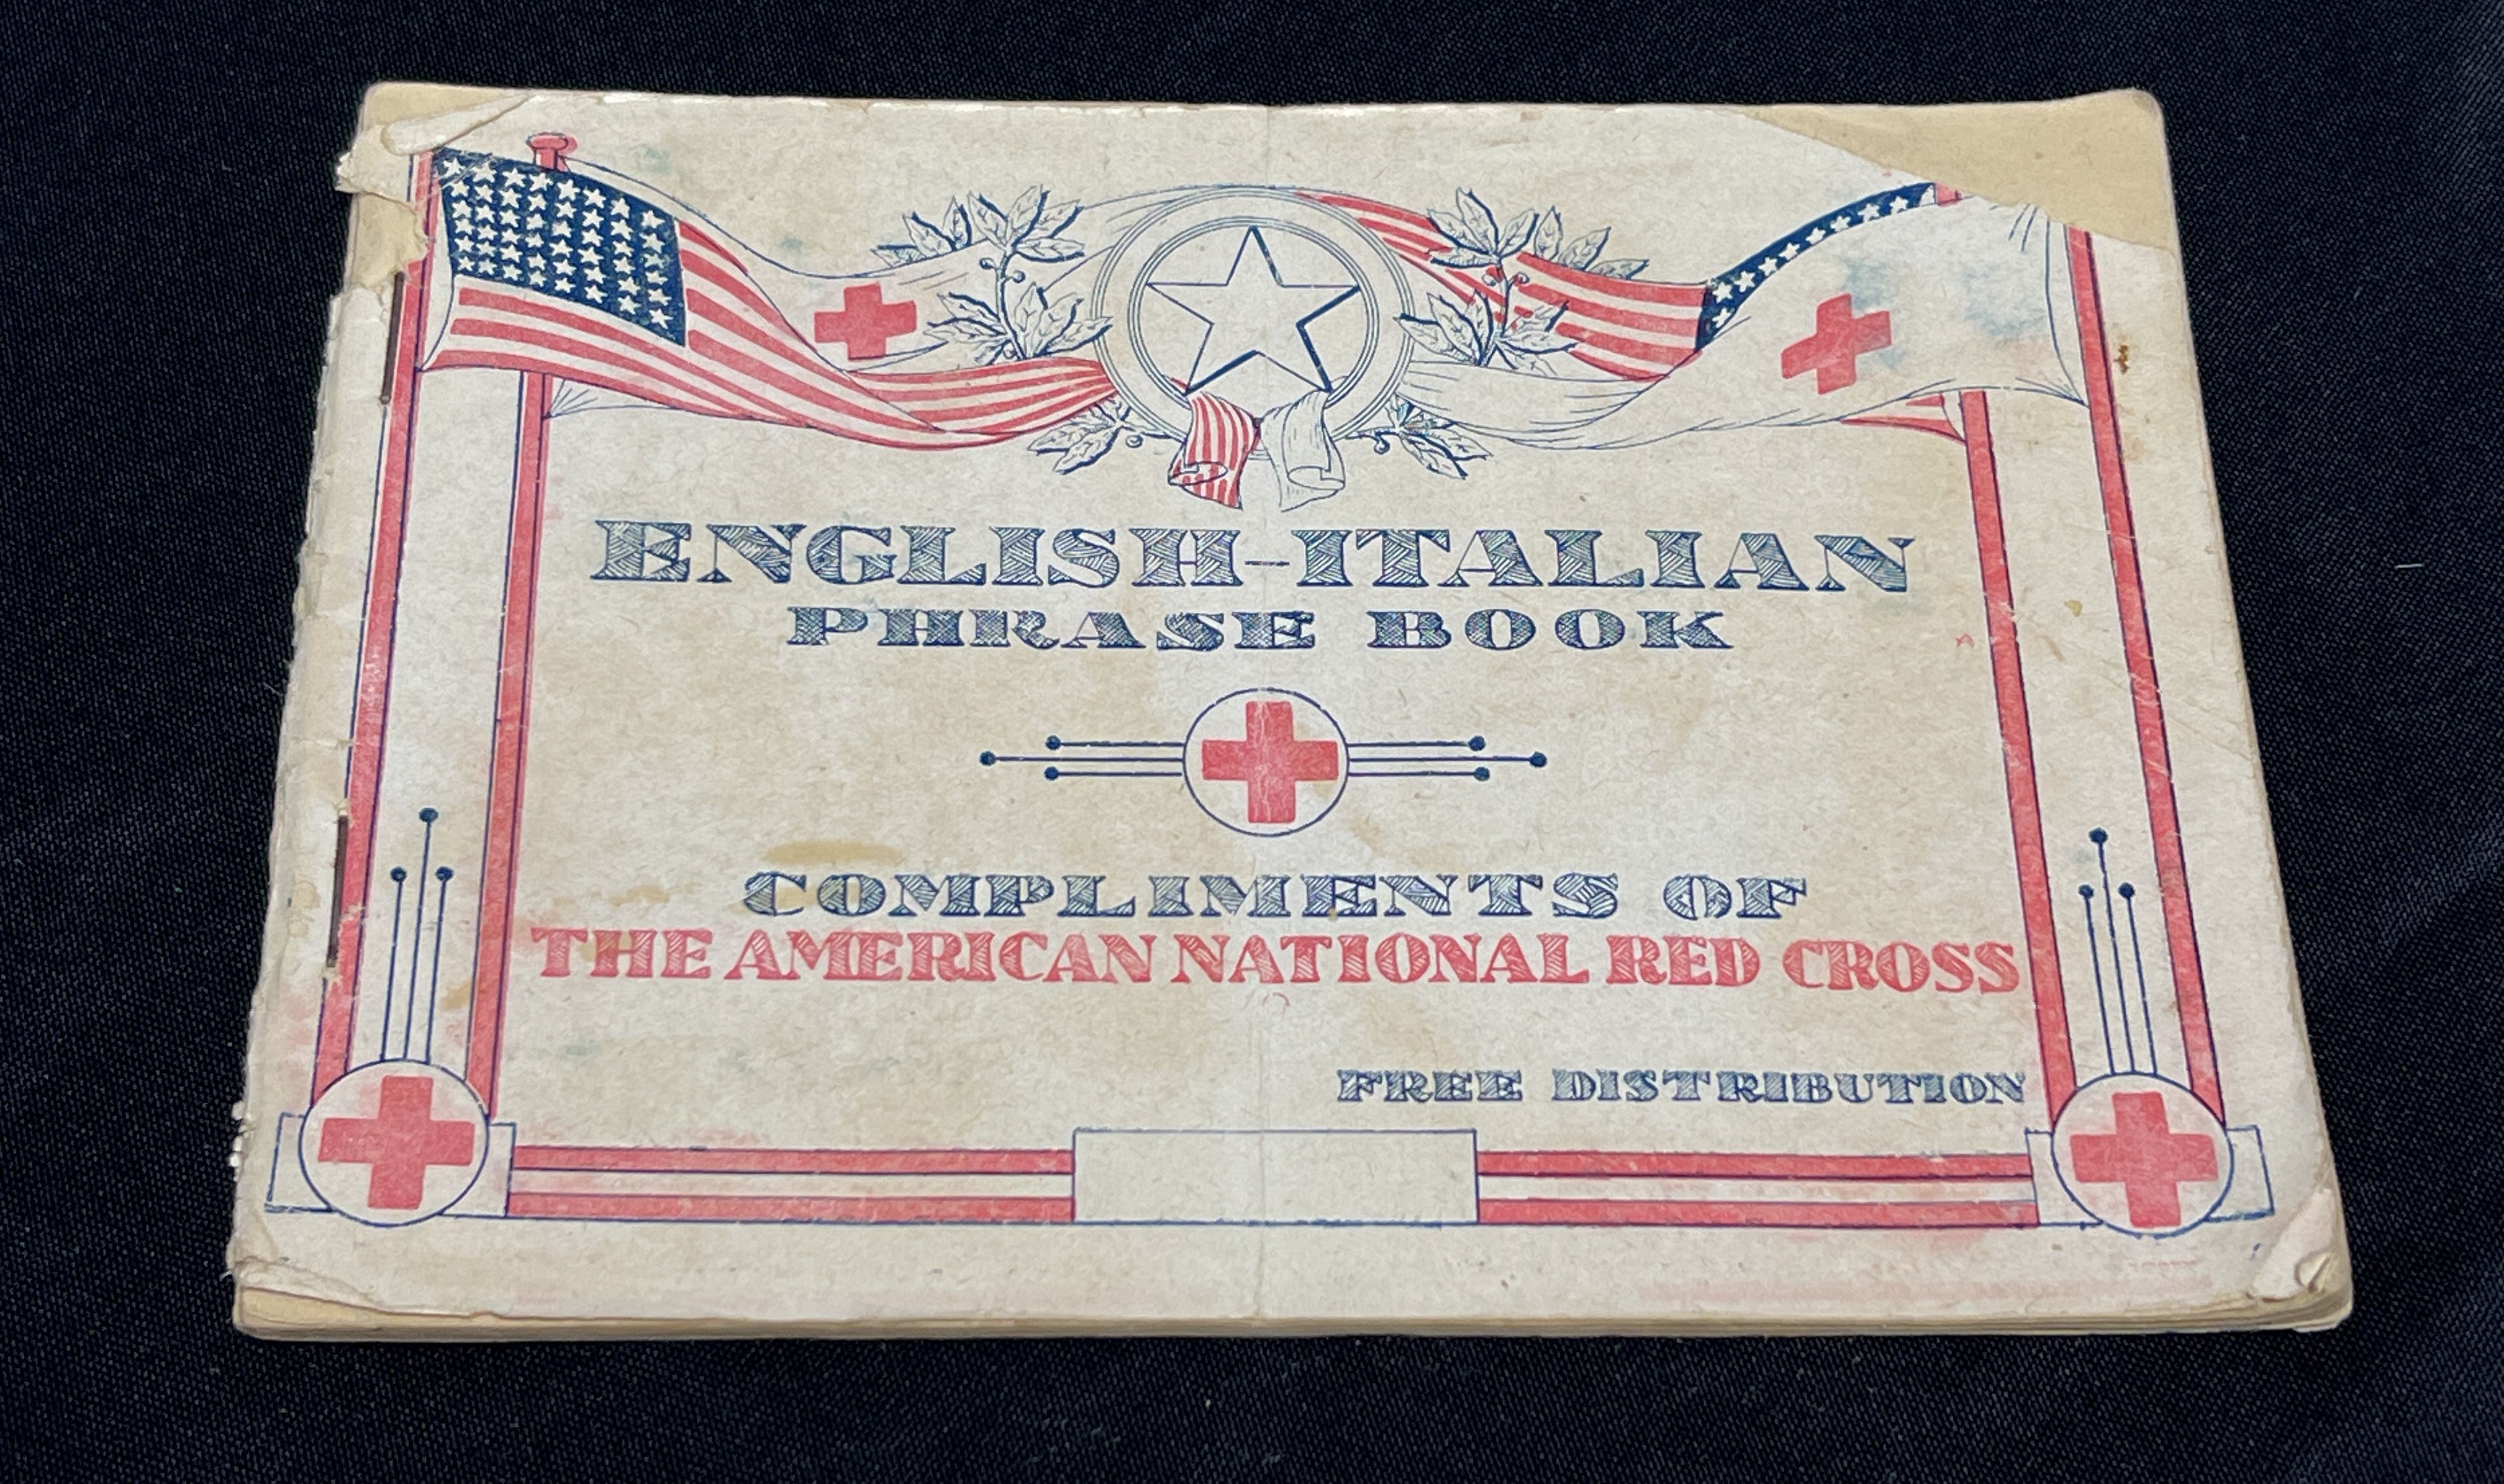 ENGLISH-ITALIAN
PHRASE BOOK
COMPLIMENTS OF
THE AMERICAN NATIONAL RED CROSS
FREE DISTRIBUTION